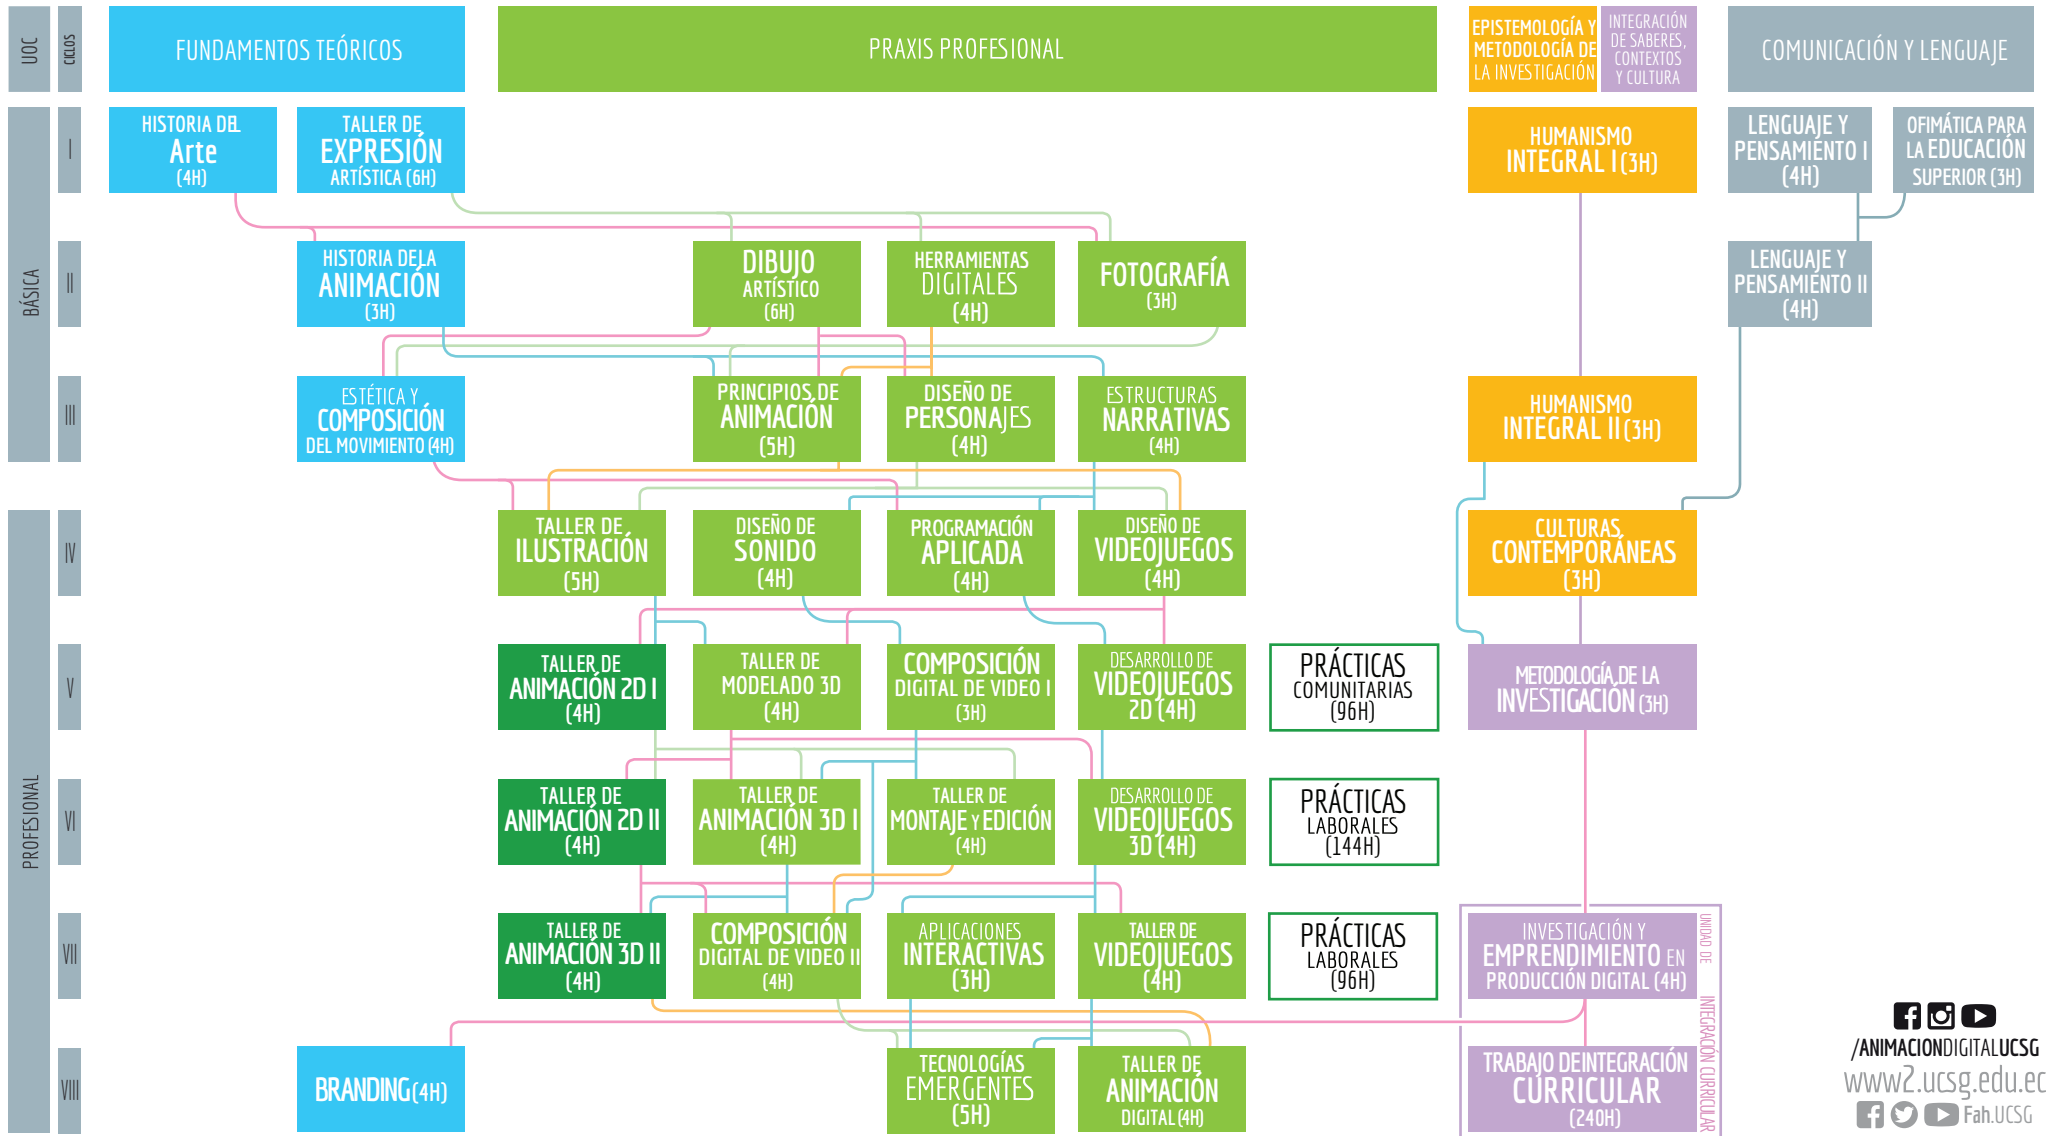 UOC
CICLOS
FUNDAMENTOS TEÓRICOS
PRAXIS PROFESIONAL
EPISTEMOLOGÍA Y
METODOLOGÍA DE
LA INVESTIGACIÓN
INTEGRACIÓN
DE SABERES,
CONTEXTOS
Y CULTURA
COMUNICACIÓN Y LENGUAJE
BÁSICA
I
HISTORIA DEL
Arte
(4H)
TALLER DE
EXPRESIÓN
ARTÍSTICA (6H)
HUMANISMO
INTEGRAL I (3H)
LENGUAJE Y
PENSAMIENTO I
(4H)
OFIMÁTICA PARA
LA EDUCACIÓN
SUPERIOR (3H)
II
HISTORIA DELA
ANIMACIÓN
(3H)
DIBUJO
ARTÍSTICO
(6H)
HERRAMIENTAS
DIGITALES
(4H)
FOTOGRAFÍA
(3H)
LENGUAJE Y
PENSAMIENTO II
(4H)
III
ESTÉTICA Y
COMPOSICIÓN
DEL MOVIMIENTO (4H)
PRINCIPIOS DE
ANIMACIÓN
(5H)
DISEÑO DE
PERSONAJES
(4H)
ESTRUCTURAS
NARRATIVAS
(4H)
HUMANISMO
INTEGRAL II (3H)
PROFESIONAL
IV
TALLER DE
ILUSTRACIÓN
(5H)
DISEÑO DE
SONIDO
(4H)
PROGRAMACIÓN
APLICADA
(4H)
DISEÑO DE
VIDEOJUEGOS
(4H)
CULTURAS
CONTEMPORÁNEAS
(3H)
V
TALLER DE
ANIMACIÓN 2D I
(4H)
TALLER DE
MODELADO 3D
(4H)
COMPOSICIÓN
DIGITAL DE VIDEO I
(3H)
DESARROLLO DE
VIDEOJUEGOS
2D (4H)
PRÁCTICAS
COMUNITARIAS
(96H)
METODOLOGÍA DE LA
INVESTIGACIÓN (3H)
VI
TALLER DE
ANIMACIÓN 2D II
(4H)
TALLER DE
ANIMACIÓN 3D I
(4H)
TALLER DE
MONTAJE Y EDICIÓN
(4H)
DESARROLLO DE
VIDEOJUEGOS
3D (4H)
PRÁCTICAS
LABORALES
(144H)
VII
TALLER DE
ANIMACIÓN 3D II
(4H)
COMPOSICIÓN
DIGITAL DE VIDEO II
(4H)
APLICACIONES
INTERACTIVAS
(3H)
TALLER DE
VIDEOJUEGOS
(4H)
PRÁCTICAS
LABORALES
(96H)
INVESTIGACIÓN Y
EMPRENDIMIENTO EN
PRODUCCIÓN DIGITAL (4H)
UNIDAD DE INTEGRACIÓN CURRICULAR
VIII
BRANDING (4H)
TECNOLOGÍAS
EMERGENTES
(5H)
TALLER DE
ANIMACIÓN
DIGITAL (4H)
TRABAJO DEINTEGRACIÓN
CURRICULAR
(240H)
/ANIMACIONDIGITALUCSG
www2.ucsg.edu.ec
Fah.UCSG